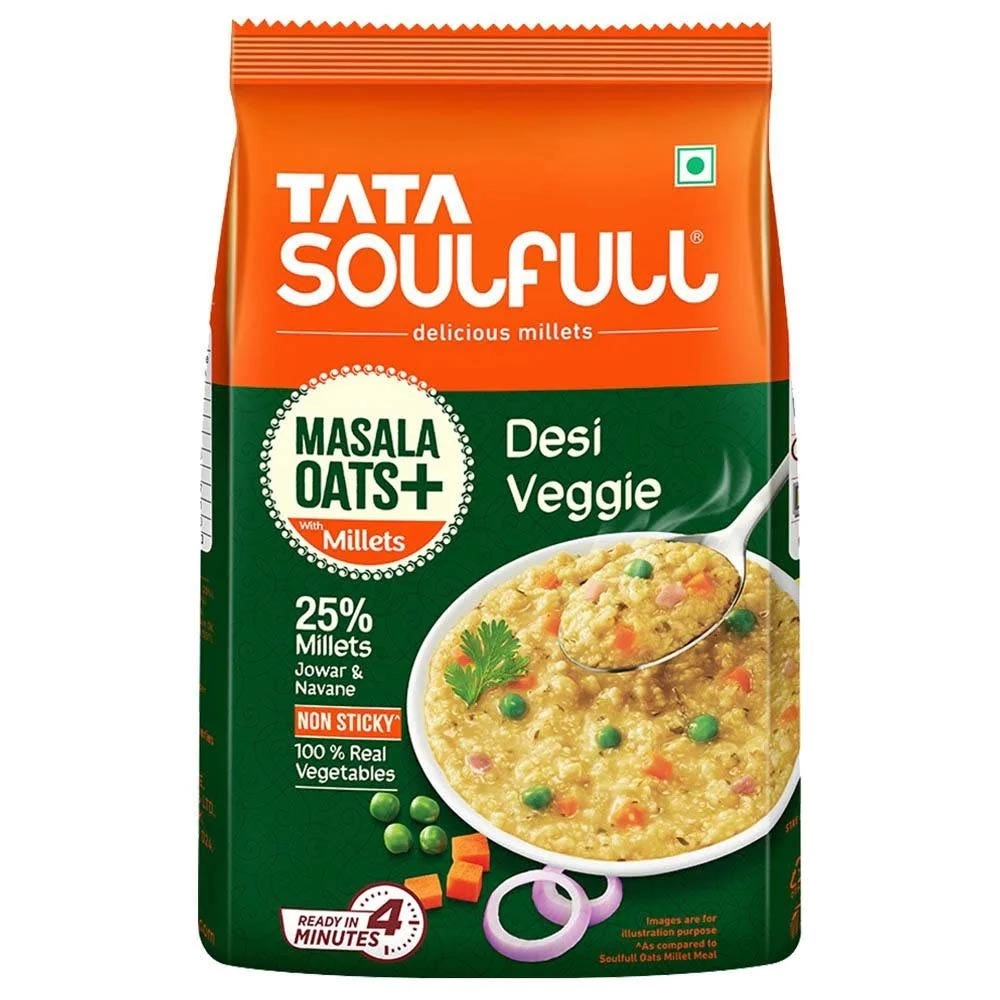 TATA
SOULFULL®
delicious millets
MASALA
OATS+
With
Millets
Desi
Veggie
25%
Millets
Jowar &
Navane
NON STICKY^
100 % Real
Vegetables
READY IN
MINUTES
4
Images are for
illustration purpose
^As compared to
Soulfull Oats Millet Meal